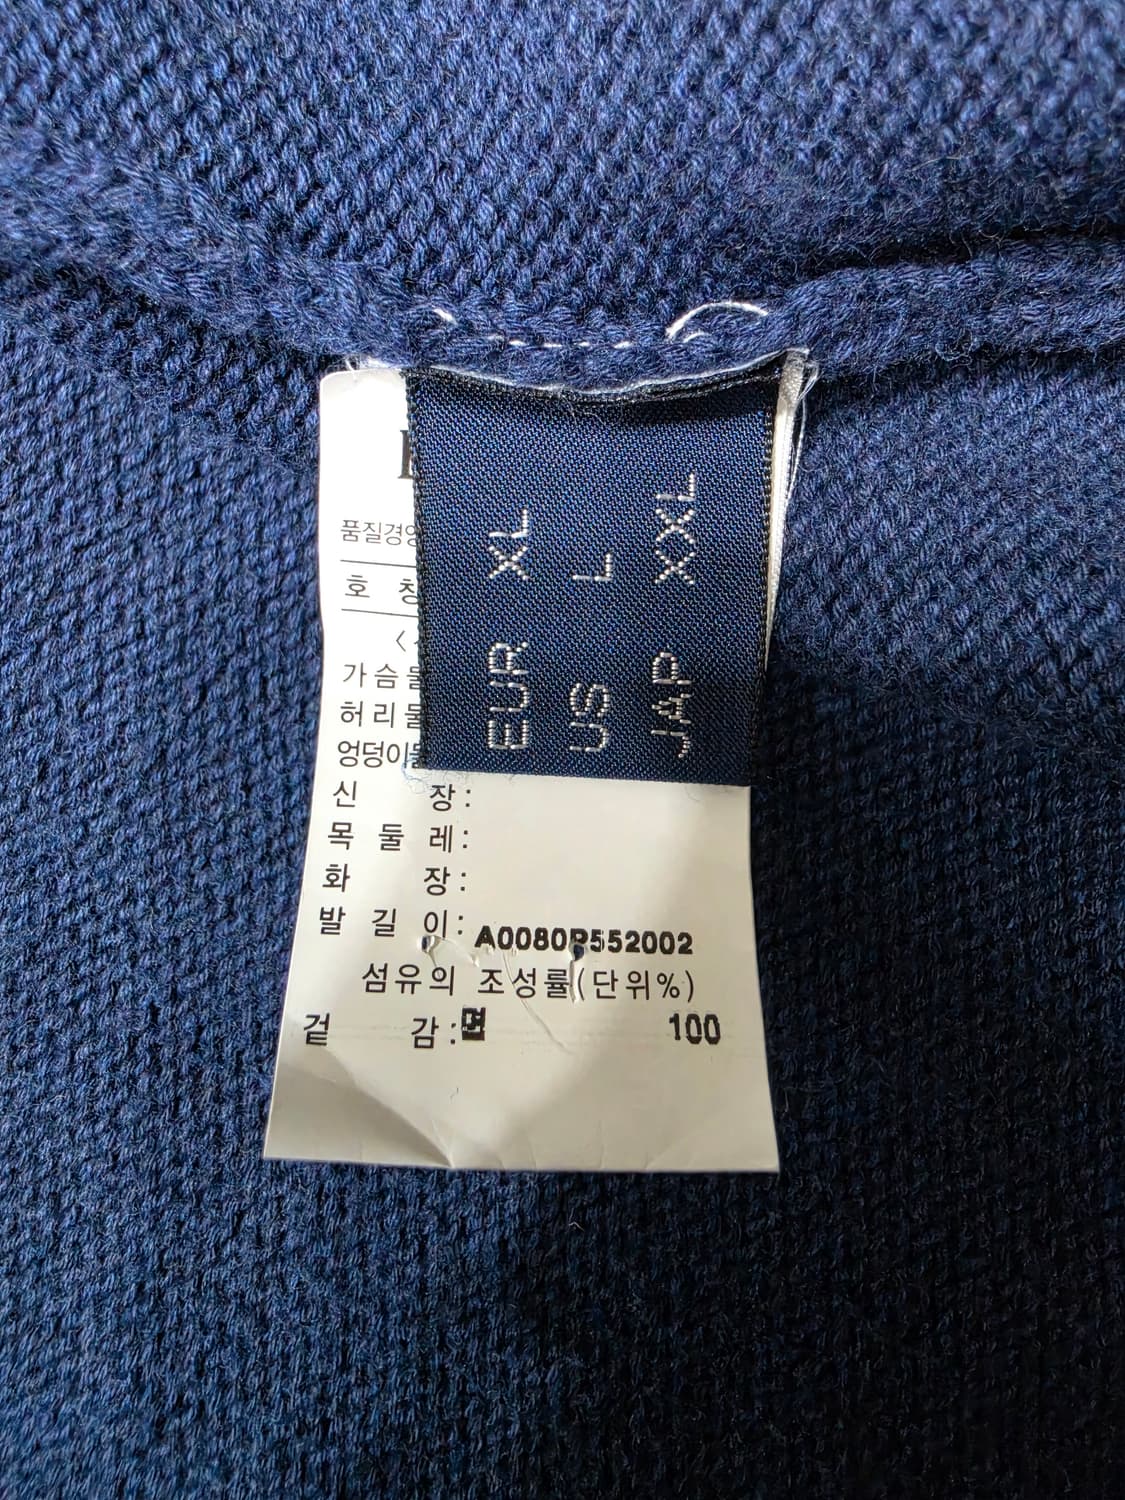 EUR XL
US L
JAP XXL
품질경영
호 칭
가슴둘
허리둘
엉덩이둘
신 장:
목 둘 레:
화 장:
발 길 이:
A0080P552002
섬유의 조성률(단위%)
겉 감:면 100